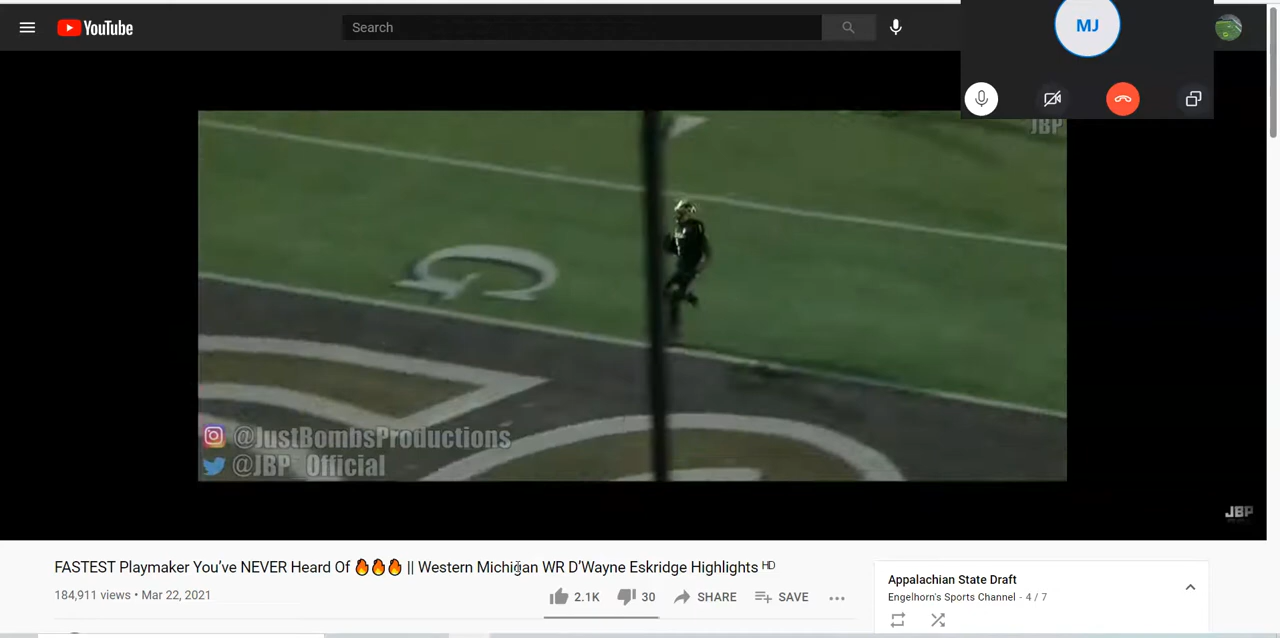 YouTube
Search
MJ
JBP
G
@JustBombsProductions
@JBP_Official
JBP
FASTEST Playmaker You've NEVER Heard Of 🔥🔥🔥 || Western Michigan WR D'Wayne Eskridge Highlights ᴴᴰ
184,911 views • Mar 22, 2021
2.1K
30
SHARE
SAVE
Appalachian State Draft
Engelhorn's Sports Channel - 4 / 7